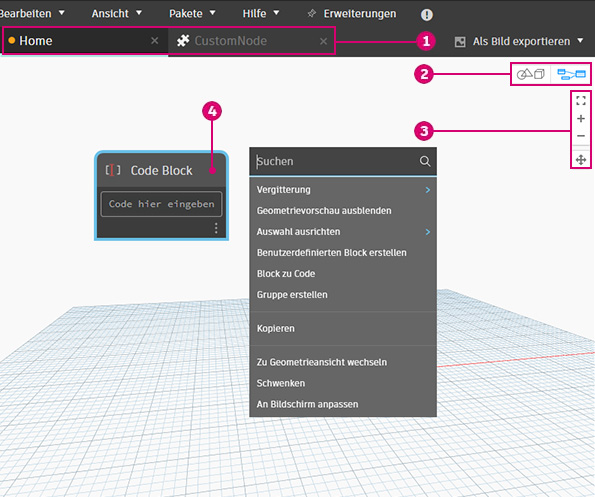 Bearbeiten Ansicht Pakete Hilfe Erweiterungen
Home CustomNode 1 Als Bild exportieren
2
3
4
Code Block
Code hier eingeben
Suchen
Vergitterung
Geometrievorschau ausblenden
Auswahl ausrichten
Benutzerdefinierten Block erstellen
Block zu Code
Gruppe erstellen
Kopieren
Zu Geometrieansicht wechseln
Schwenken
An Bildschirm anpassen